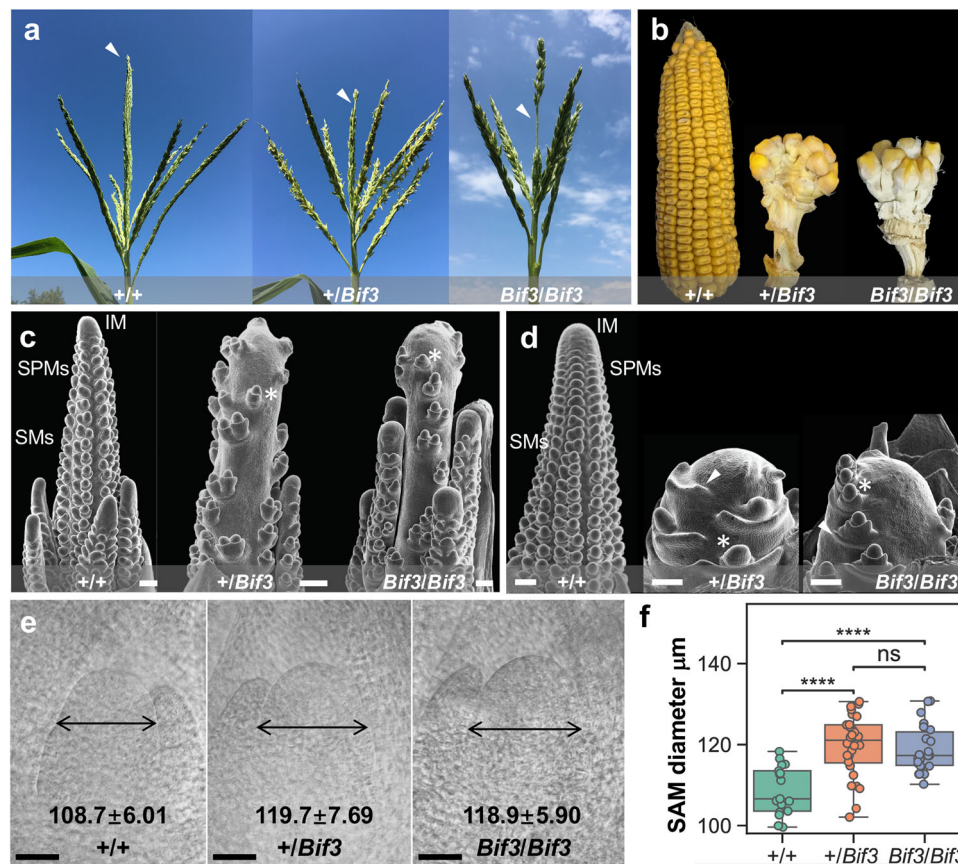 a
+/+
+/Bif3
Bif3/Bif3
b
+/+
+/Bif3
Bif3/Bif3
c
IM
SPMs
SMs
*
*
+/+
+/Bif3
Bif3/Bif3
d
IM
SPMs
SMs
*
*
+/+
+/Bif3
Bif3/Bif3
e
108.7±6.01
+/+
119.7±7.69
+/Bif3
118.9±5.90
Bif3/Bif3
f
SAM diameter μm
140
120
100
****
ns
****
+/+
+/Bif3
Bif3/Bif3